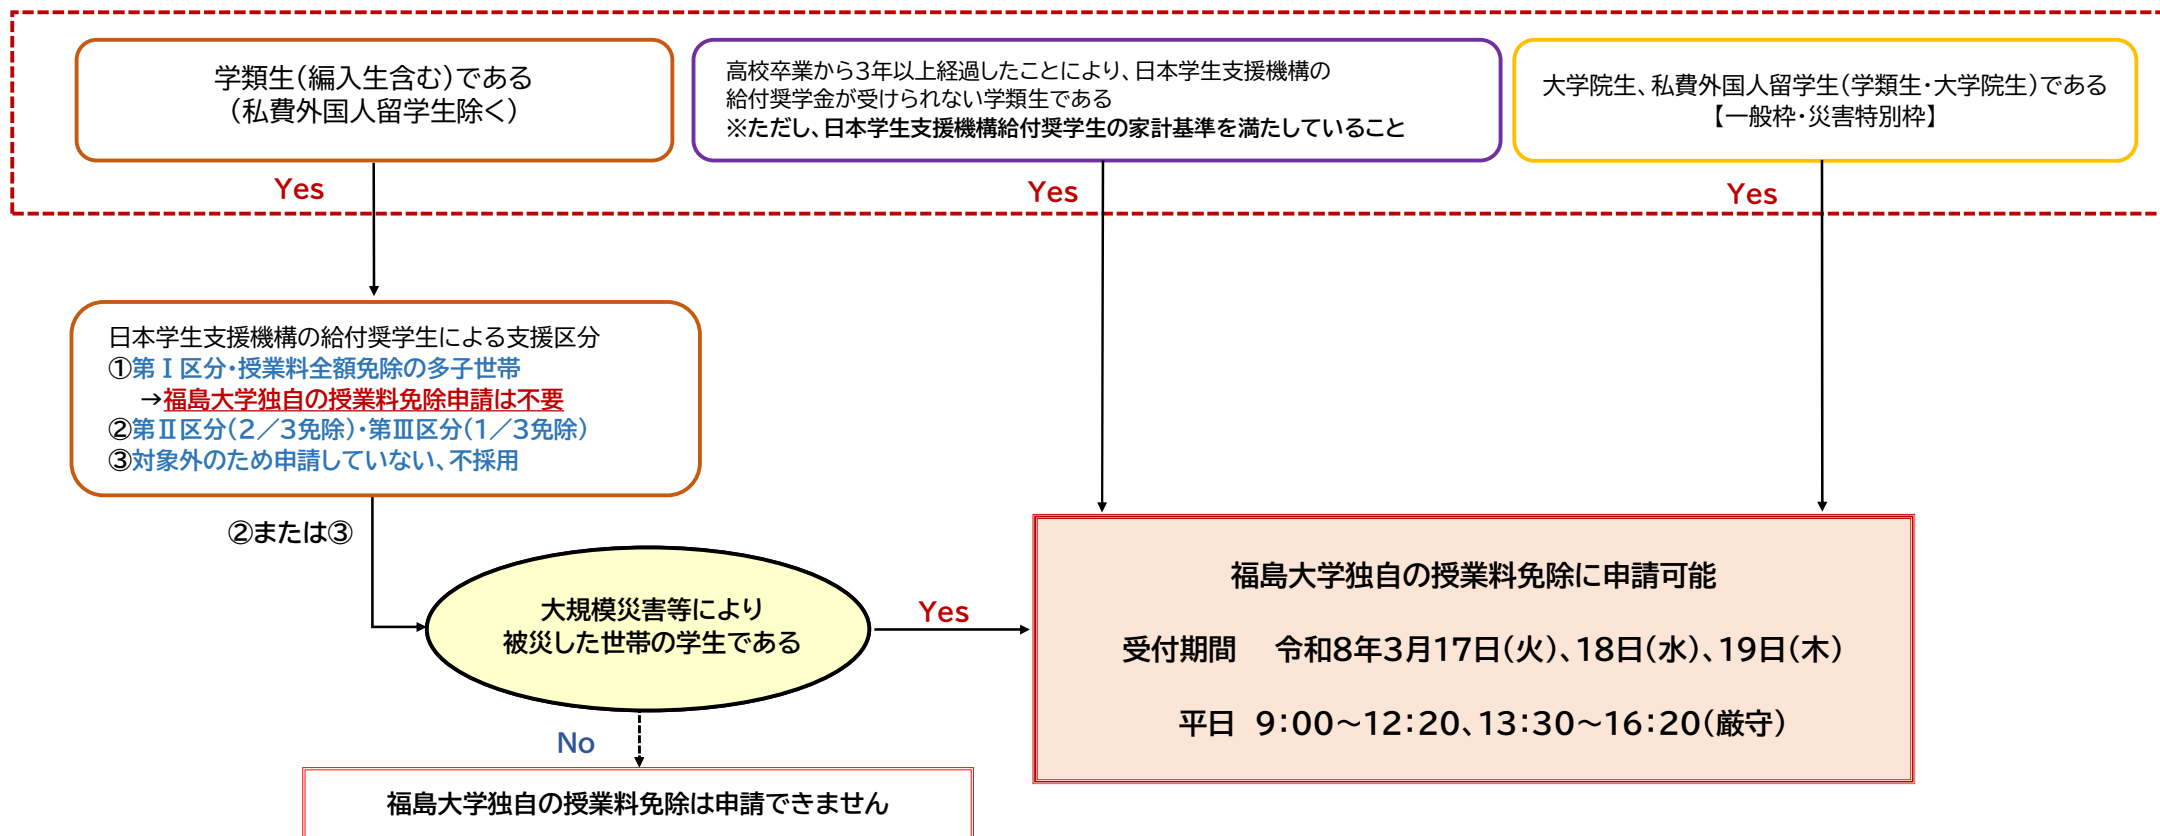 学類生（編入生含む）である
（私費外国人留学生除く）
高校卒業から3年以上経過したことにより、日本学生支援機構の
給付奨学金が受けられない学類生である
※ただし、日本学生支援機構給付奨学生の家計基準を満たしていること
大学院生、私費外国人留学生（学類生・大学院生）である
【一般枠・災害特別枠】
Yes
Yes
Yes
日本学生支援機構の給付奨学生による支援区分
①第Ⅰ区分・授業料全額免除の多子世帯
→福島大学独自の授業料免除申請は不要
②第Ⅱ区分（2／3免除）・第Ⅲ区分（1／3免除）
③対象外のため申請していない、不採用
②または③
大規模災害等により
被災した世帯の学生である
Yes
福島大学独自の授業料免除に申請可能
受付期間　令和8年3月17日（火）、18日（水）、19日（木）
平日 9：00～12：20、13：30～16：20（厳守）
No
福島大学独自の授業料免除は申請できません